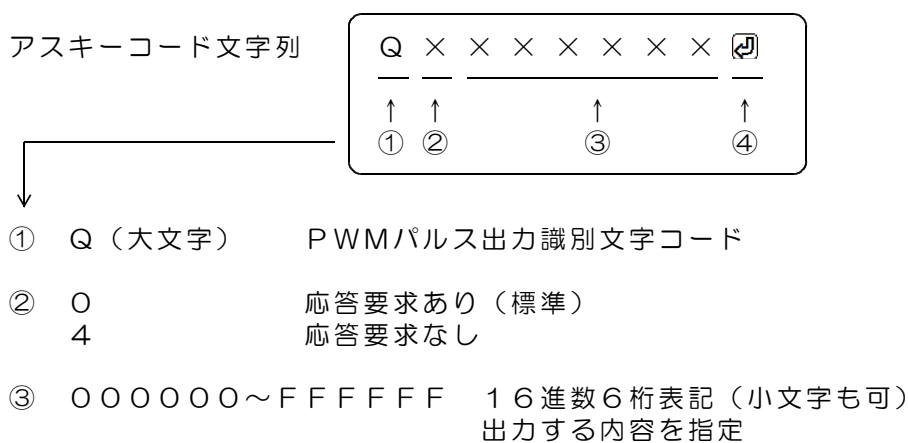 アスキーコード文字列
Q × × × × × × × ⏎
↑ ↑ ↑ ↑
① ② ③ ④
① Q（大文字） PWMパルス出力識別文字コード
② 0 応答要求あり（標準）
4 応答要求なし
③ 000000～FFFFFF 16進数6桁表記（小文字も可）
出力する内容を指定